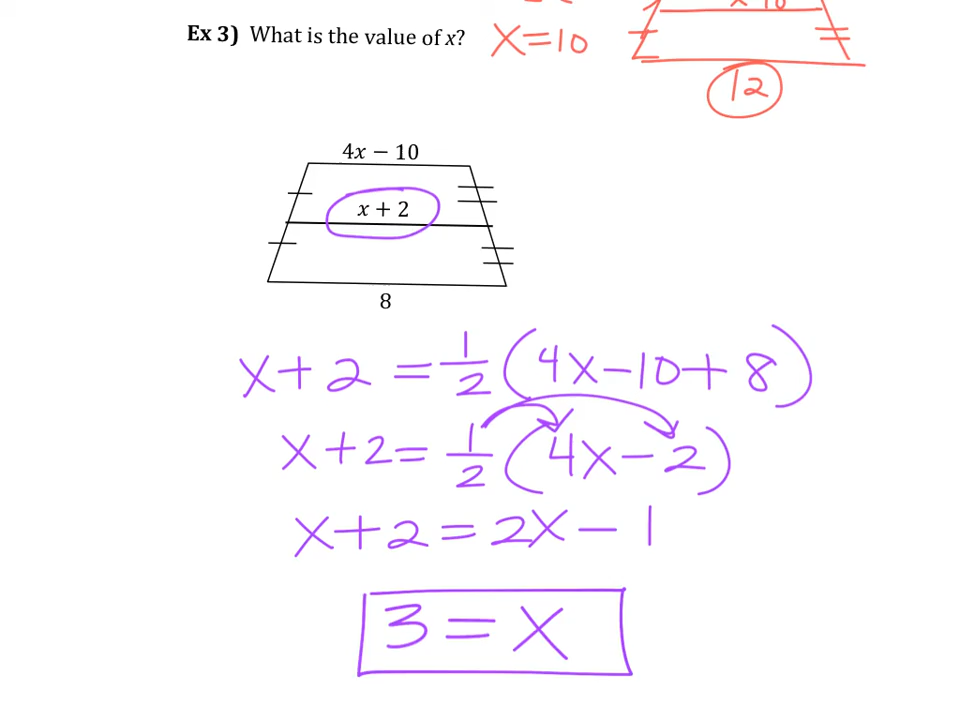 Ex 3) What is the value of x?
X=10
12
4x − 10
x + 2
8
x+2 = 1/2 (4x-10+8)
x+2= 1/2 (4x-2)
x+2=2x-1
3=x